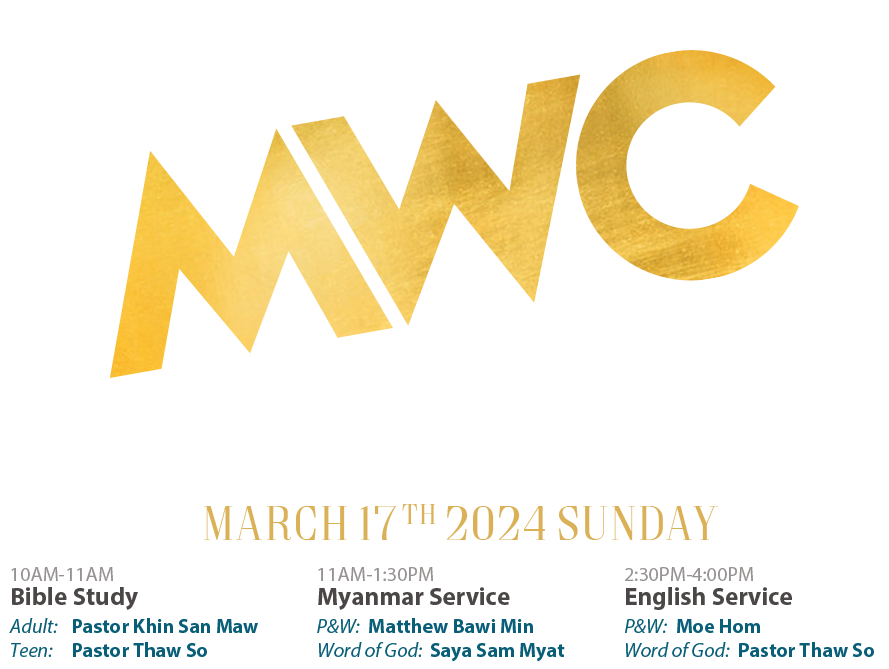 MWC
MARCH 17TH 2024 SUNDAY
10AM-11AM
Bible Study
Adult: Pastor Khin San Maw
Teen: Pastor Thaw So
11AM-1:30PM
Myanmar Service
P&W: Matthew Bawi Min
Word of God: Saya Sam Myat
2:30PM-4:00PM
English Service
P&W: Moe Hom
Word of God: Pastor Thaw So